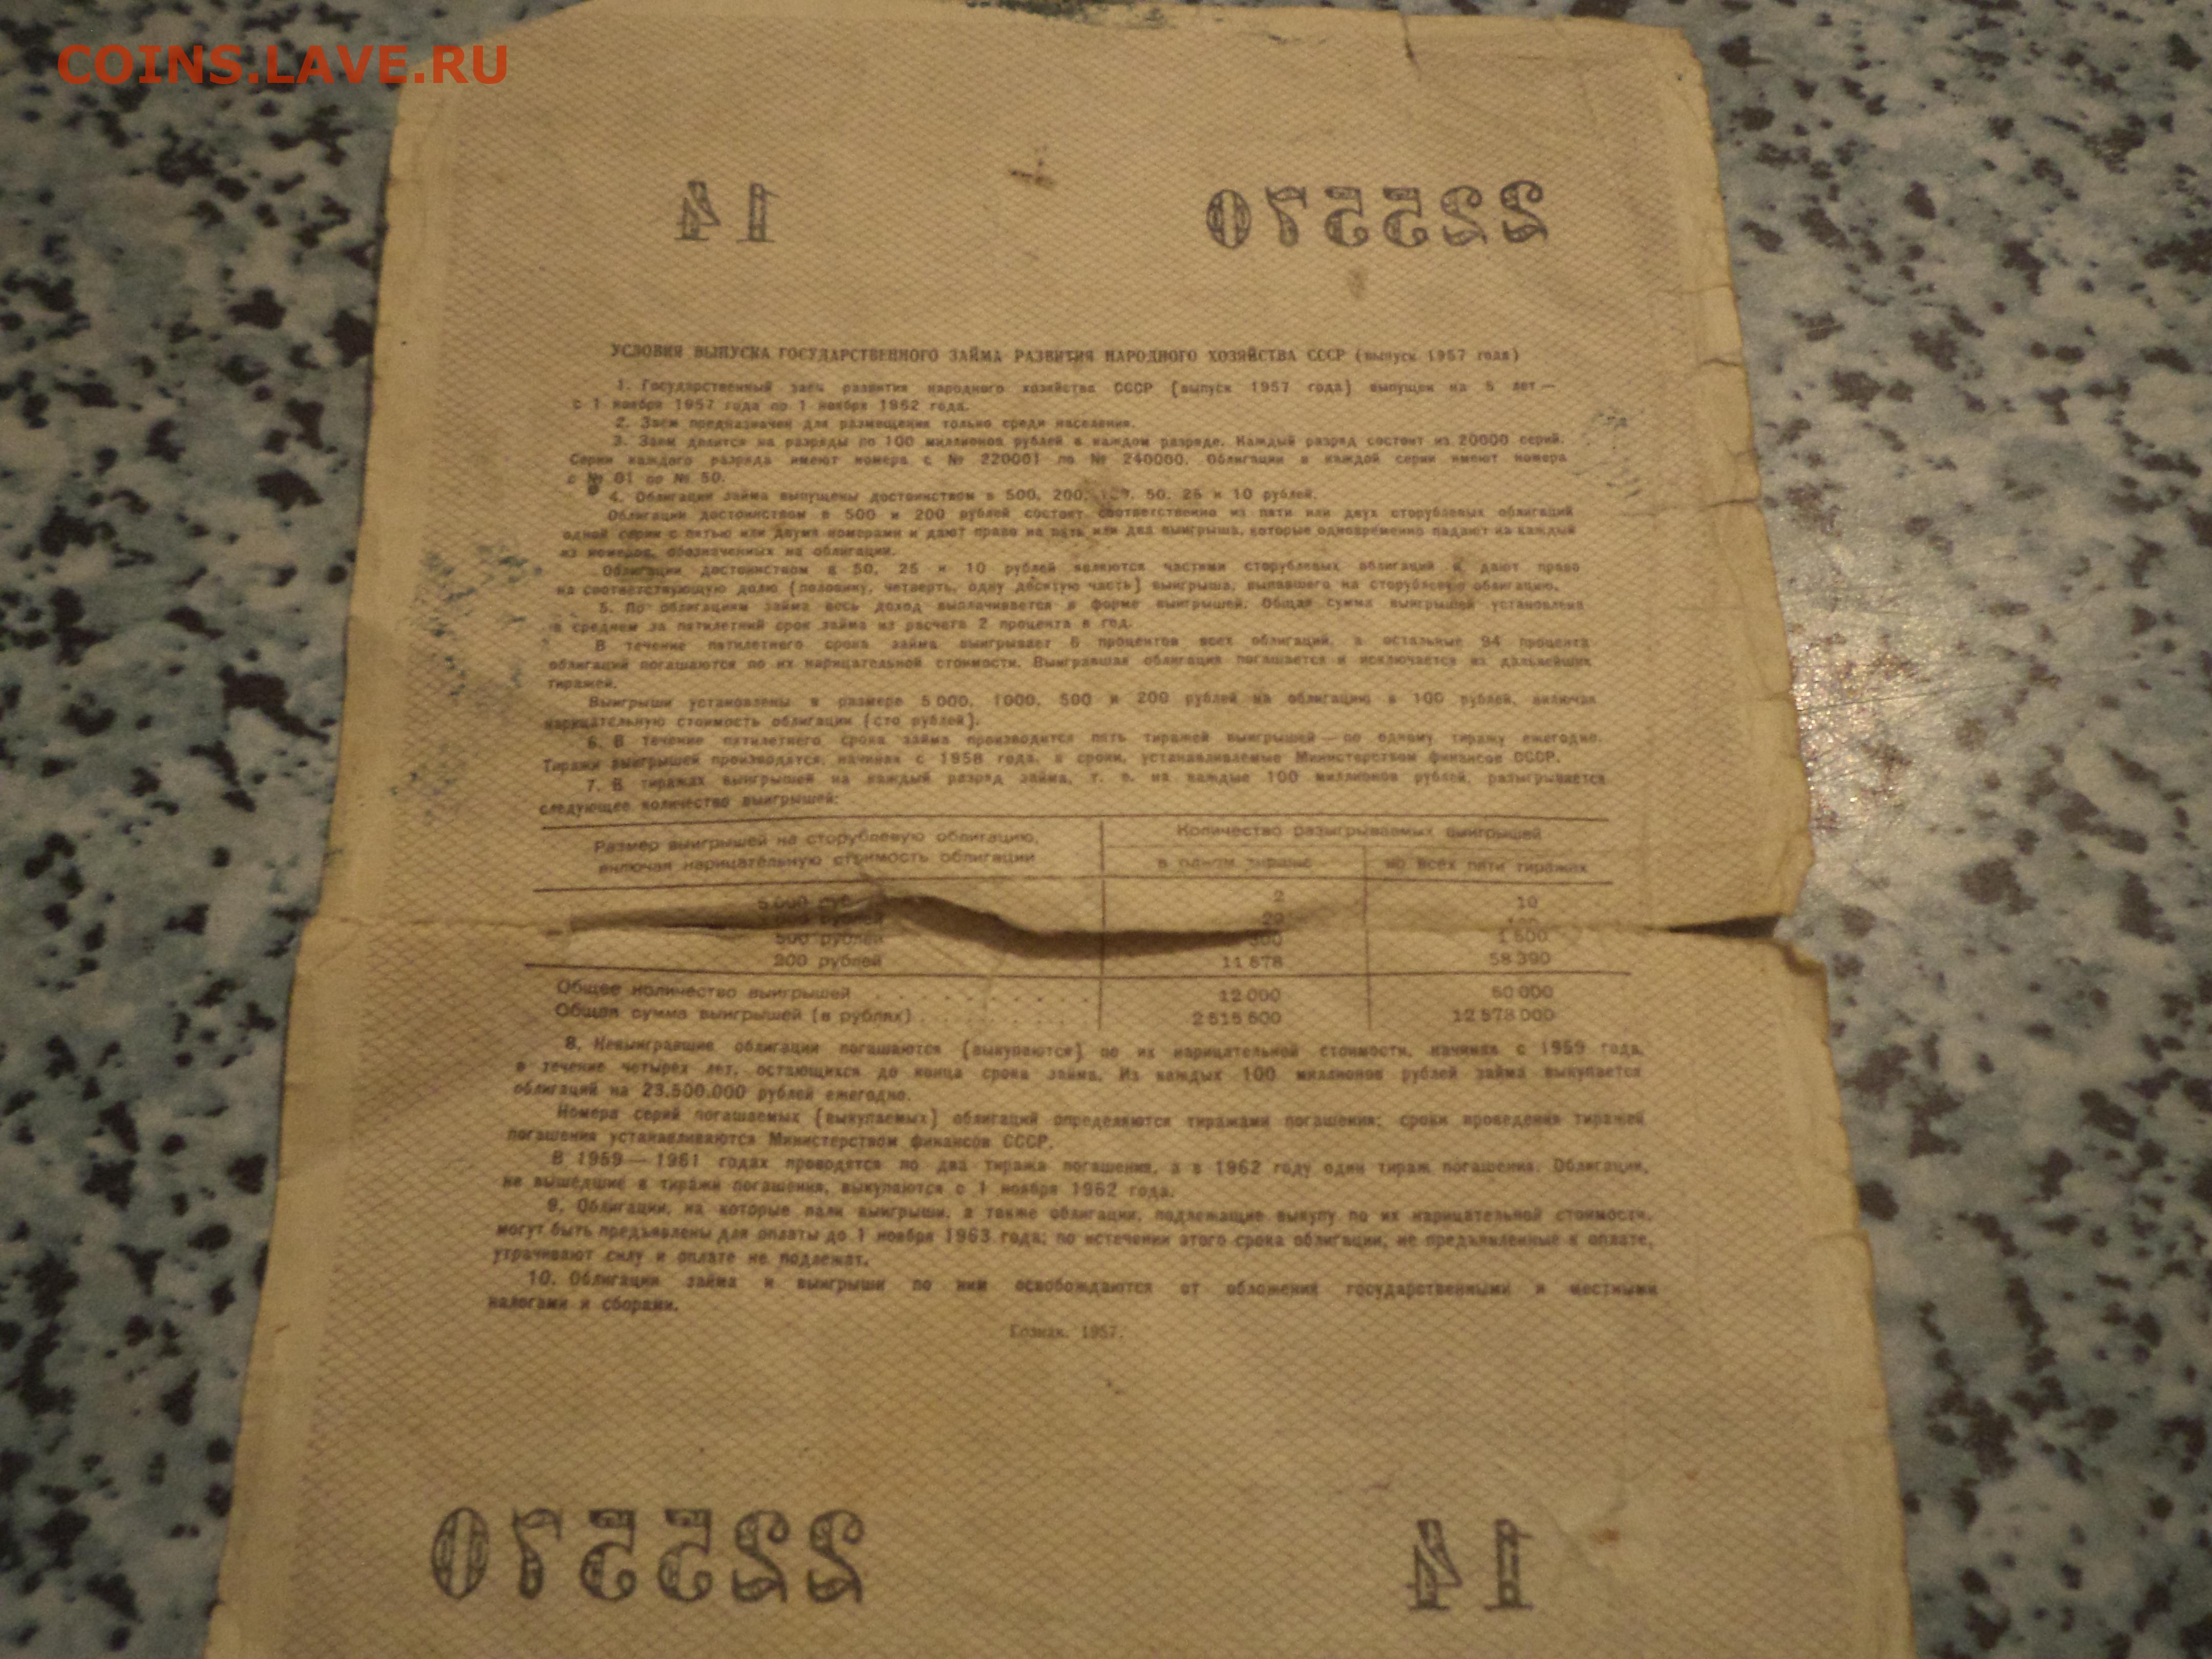 COINS.LAVE.RU
14 225570
УСЛОВИЯ ВЫПУСКА ГОСУДАРСТВЕННОГО ЗАЙМА РАЗВИТИЯ НАРОДНОГО ХОЗЯЙСТВА СССР (выпуск 1957 года)
1. Государственный заем развития народного хозяйства СССР (выпуск 1957 года) выпущен на 5 лет —
с 1 ноября 1957 года по 1 ноября 1962 года.
2. Заем предназначен для размещения только среди населения.
3. Заем делится на разряды по 100 миллионов рублей в каждом разряде. Каждый разряд состоит из 20000 серий.
Серии каждого разряда имеют номера с № 220001 по № 240000. Облигации в каждой серии имеют номера
с № 01 по № 50.
4. Облигации займа выпущены достоинством в 500, 200, 100, 50, 25 и 10 рублей.
Облигации достоинством в 500 и 200 рублей состоят соответственно из пяти или двух сторублевых облигаций
одной серии с пятью или двумя номерами и дают право на пять или два выигрыша, которые одновременно падают на каждый
из номеров, обозначенных на облигации.
Облигации достоинством в 50, 25 и 10 рублей являются частями сторублевых облигаций и дают право
на соответствующую долю (половину, четверть, одну десятую часть) выигрыша, выпавшего на сторублевую облигацию.
5. По облигациям займа весь доход выплачивается в форме выигрышей. Общая сумма выигрышей установлена
в среднем за пятилетний срок займа из расчета 2 процента в год.
В течение пятилетнего срока займа выигрывает 6 процентов всех облигаций, а остальные 94 процента
облигаций погашаются по их нарицательной стоимости. Выигравшая облигация погашается и исключается из дальнейших
тиражей.
Выигрыши установлены в размере 5 000, 1000, 500 и 200 рублей на облигацию в 100 рублей, включая
нарицательную стоимость облигации (сто рублей).
6. В течение пятилетнего срока займа производится пять тиражей выигрышей — по одному тиражу ежегодно.
Тиражи выигрышей производятся, начиная с 1958 года, в сроки, устанавливаемые Министерством финансов СССР.
7. В тиражах выигрышей на каждый разряд займа, т. е. на каждые 100 миллионов рублей, разыгрывается
следующее количество выигрышей:
Размер выигрышей на сторублевую облигацию, Количество разыгрываемых выигрышей
включая нарицательную стоимость облигации в одном тираже во всех пяти тиражах
5 000 руб 2 10
рублей 20
500 рублей 300 1 500
200 рублей 11 678 58 390
Общее количество выигрышей . . . . . . . . . . 12 000 60 000
Общая сумма выигрышей (в рублях) . . . . . . . . 2 515 600 12 578 000
8. Невыигравшие облигации погашаются (выкупаются) по их нарицательной стоимости, начиная с 1959 года,
в течение четырех лет, остающихся до конца срока займа. Из каждых 100 миллионов рублей займа выкупается
облигаций на 23.500.000 рублей ежегодно.
Номера серий погашаемых (выкупаемых) облигаций определяются тиражами погашения; сроки проведения тиражей
погашения устанавливаются Министерством финансов СССР.
В 1959—1961 годах проводятся по два тиража погашения, а в 1962 году один тираж погашения. Облигации,
не вышедшие в тиражи погашения, выкупаются с 1 ноября 1962 года.
9. Облигации, на которые пали выигрыши, а также облигации, подлежащие выкупу по их нарицательной стоимости,
могут быть предъявлены для оплаты до 1 ноября 1963 года; по истечении этого срока облигации, не предъявленные к оплате,
утрачивают силу и оплате не подлежат.
10. Облигации займа и выигрыши по ним освобождаются от обложения государственными и местными
налогами и сборами.
Гознак. 1957.
225570 14